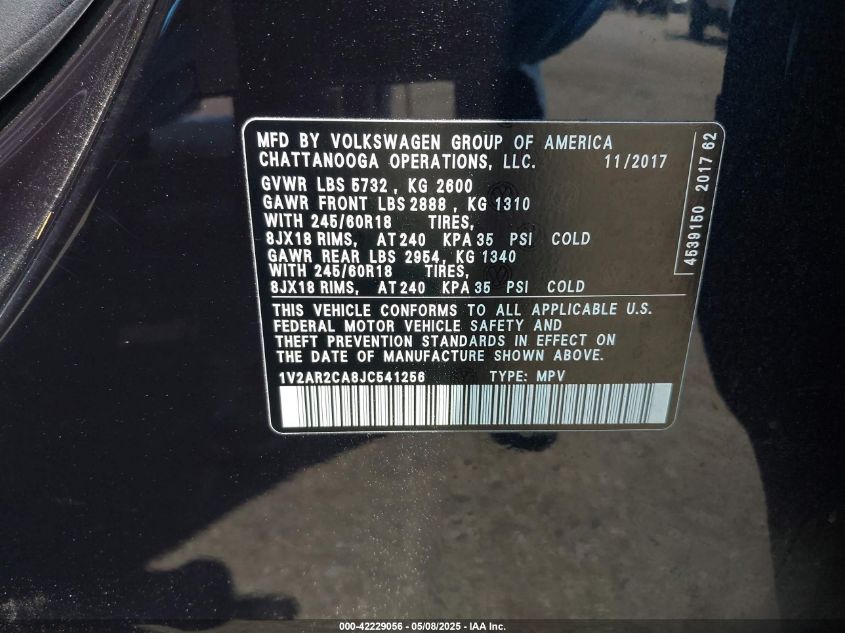 MFD BY VOLKSWAGEN GROUP OF AMERICA
CHATTANOOGA OPERATIONS, LLC. 11/2017
GVWR LBS 5732 , KG 2600
GAWR FRONT LBS 2888 , KG 1310
WITH 245/60R18 TIRES,
8JX18 RIMS, AT 240 KPA 35 PSI COLD
GAWR REAR LBS 2954, KG 1340
WITH 245/60R18 TIRES,
8JX18 RIMS, AT 240 KPA 35 PSI COLD
THIS VEHICLE CONFORMS TO ALL APPLICABLE U.S.
FEDERAL MOTOR VEHICLE SAFETY AND
THEFT PREVENTION STANDARDS IN EFFECT ON
THE DATE OF MANUFACTURE SHOWN ABOVE.
1V2AR2CA8JC541256 TYPE: MPV
4539150 2017 62
000-42229056 - 05/08/2025 - IAA Inc.